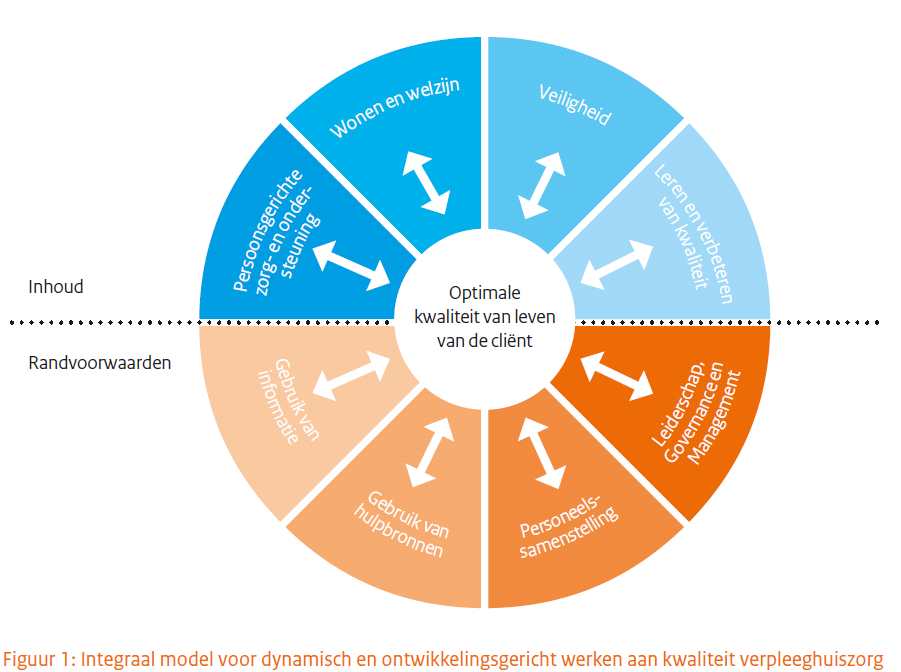 Wonen en welzijn
Veiligheid
Persoonsgerichte
zorg- en onder-
steuning
Leren en verbeteren
van kwaliteit
Inhoud
Optimale
kwaliteit van leven
van de cliënt
Randvoorwaarden
Gebruik van
informatie
Leiderschap,
Governance en
Management
Gebruik van
hulpbronnen
Personeels-
samenstelling
Figuur 1: Integraal model voor dynamisch en ontwikkelingsgericht werken aan kwaliteit verpleeghuiszorg